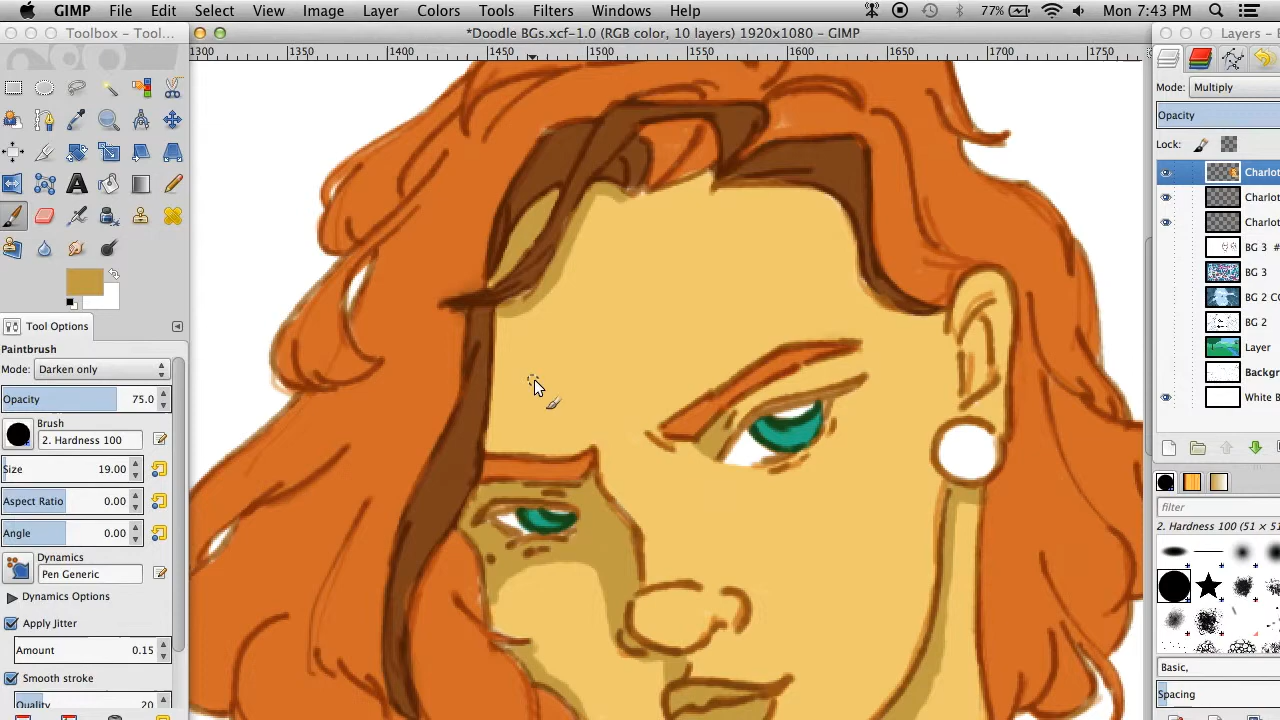 GIMP File Edit Select View Image Layer Colors Tools Filters Windows Help 77% Mon 7:43 PM
Toolbox - Tool...
*Doodle BGs.xcf-1.0 (RGB color, 10 layers) 1920x1080 – GIMP
Layers -
1300 1350 1400 1450 1500 1550 1600 1650 1700 1750
Mode: Multiply
Opacity
Lock:
Charlot
Charlot
Charlot
BG 3 #
BG 3
BG 2 CO
BG 2
Layer
Backgr
White B
Tool Options
Paintbrush
Mode: Darken only
Opacity 75.0
Brush
2. Hardness 100
Size 19.00
Aspect Ratio 0.00
Angle 0.00
Dynamics
Pen Generic
Dynamics Options
Apply Jitter
Amount 0.15
Smooth stroke
Quality 20
filter
2. Hardness 100 (51 × 51
Basic,
Spacing